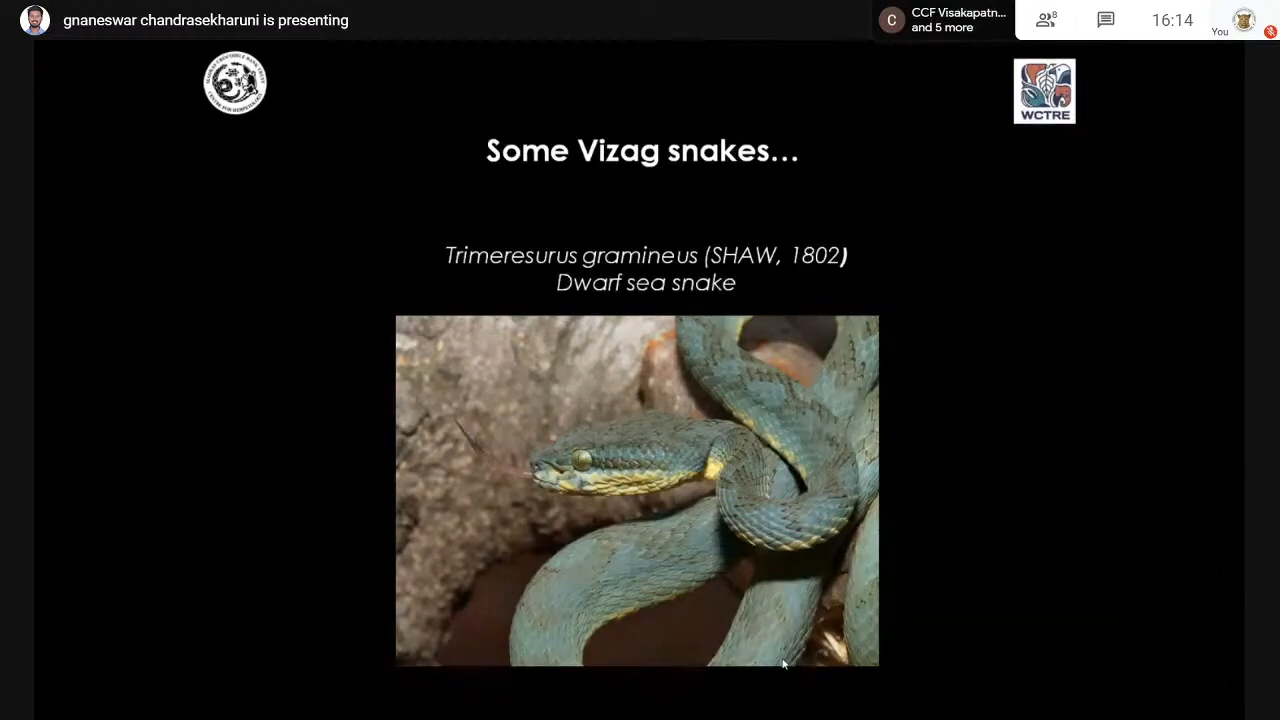 gnaneswar chandrasekharuni is presenting
C
CCF Visakapatn...
and 5 more
8
16:14
You
WCTRE
Some Vizag snakes...
Trimeresurus gramineus (SHAW, 1802)
Dwarf sea snake